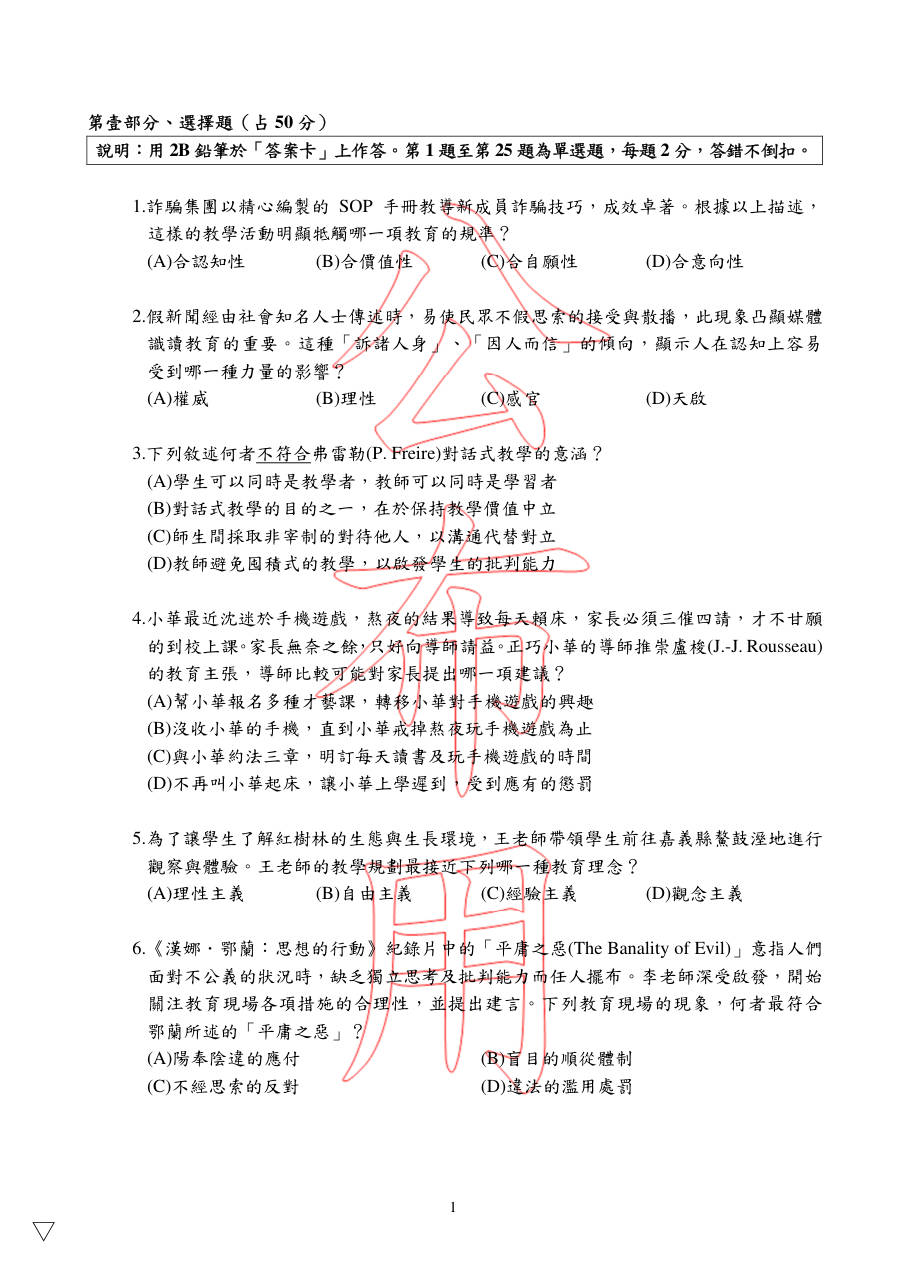 第壹部分、選擇題（占 50 分）
說明：用 2B 鉛筆於「答案卡」上作答。第 1 題至第 25 題為單選題，每題 2 分，答錯不倒扣。
1.詐騙集團以精心編製的 SOP 手冊教導新成員詐騙技巧，成效卓著。根據以上描述，
這樣的教學活動明顯牴觸哪一項教育的規準？
(A)合認知性 (B)合價值性 (C)合自願性 (D)合意向性
2.假新聞經由社會知名人士傳述時，易使民眾不假思索的接受與散播，此現象凸顯媒體
識讀教育的重要。這種「訴諸人身」、「因人而信」的傾向，顯示人在認知上容易
受到哪一種力量的影響？
(A)權威 (B)理性 (C)感官 (D)天啟
3.下列敘述何者不符合弗雷勒(P. Freire)對話式教學的意涵？
(A)學生可以同時是教學者，教師可以同時是學習者
(B)對話式教學的目的之一，在於保持教學價值中立
(C)師生間採取非宰制的對待他人，以溝通代替對立
(D)教師避免囤積式的教學，以啟發學生的批判能力
4.小華最近沈迷於手機遊戲，熬夜的結果導致每天賴床，家長必須三催四請，才不甘願
的到校上課。家長無奈之餘，只好向導師請益。正巧小華的導師推崇盧梭(J.-J. Rousseau)
的教育主張，導師比較可能對家長提出哪一項建議？
(A)幫小華報名多種才藝課，轉移小華對手機遊戲的興趣
(B)沒收小華的手機，直到小華戒掉熬夜玩手機遊戲為止
(C)與小華約法三章，明訂每天讀書及玩手機遊戲的時間
(D)不再叫小華起床，讓小華上學遲到，受到應有的懲罰
5.為了讓學生了解紅樹林的生態與生長環境，王老師帶領學生前往嘉義縣鰲鼓溼地進行
觀察與體驗。王老師的教學規劃最接近下列哪一種教育理念？
(A)理性主義 (B)自由主義 (C)經驗主義 (D)觀念主義
6.《漢娜．鄂蘭：思想的行動》紀錄片中的「平庸之惡(The Banality of Evil)」意指人們
面對不公義的狀況時，缺乏獨立思考及批判能力而任人擺布。李老師深受啟發，開始
關注教育現場各項措施的合理性，並提出建言。下列教育現場的現象，何者最符合
鄂蘭所述的「平庸之惡」？
(A)陽奉陰違的應付 (B)盲目的順從體制
(C)不經思索的反對 (D)違法的濫用處罰
公布用
1